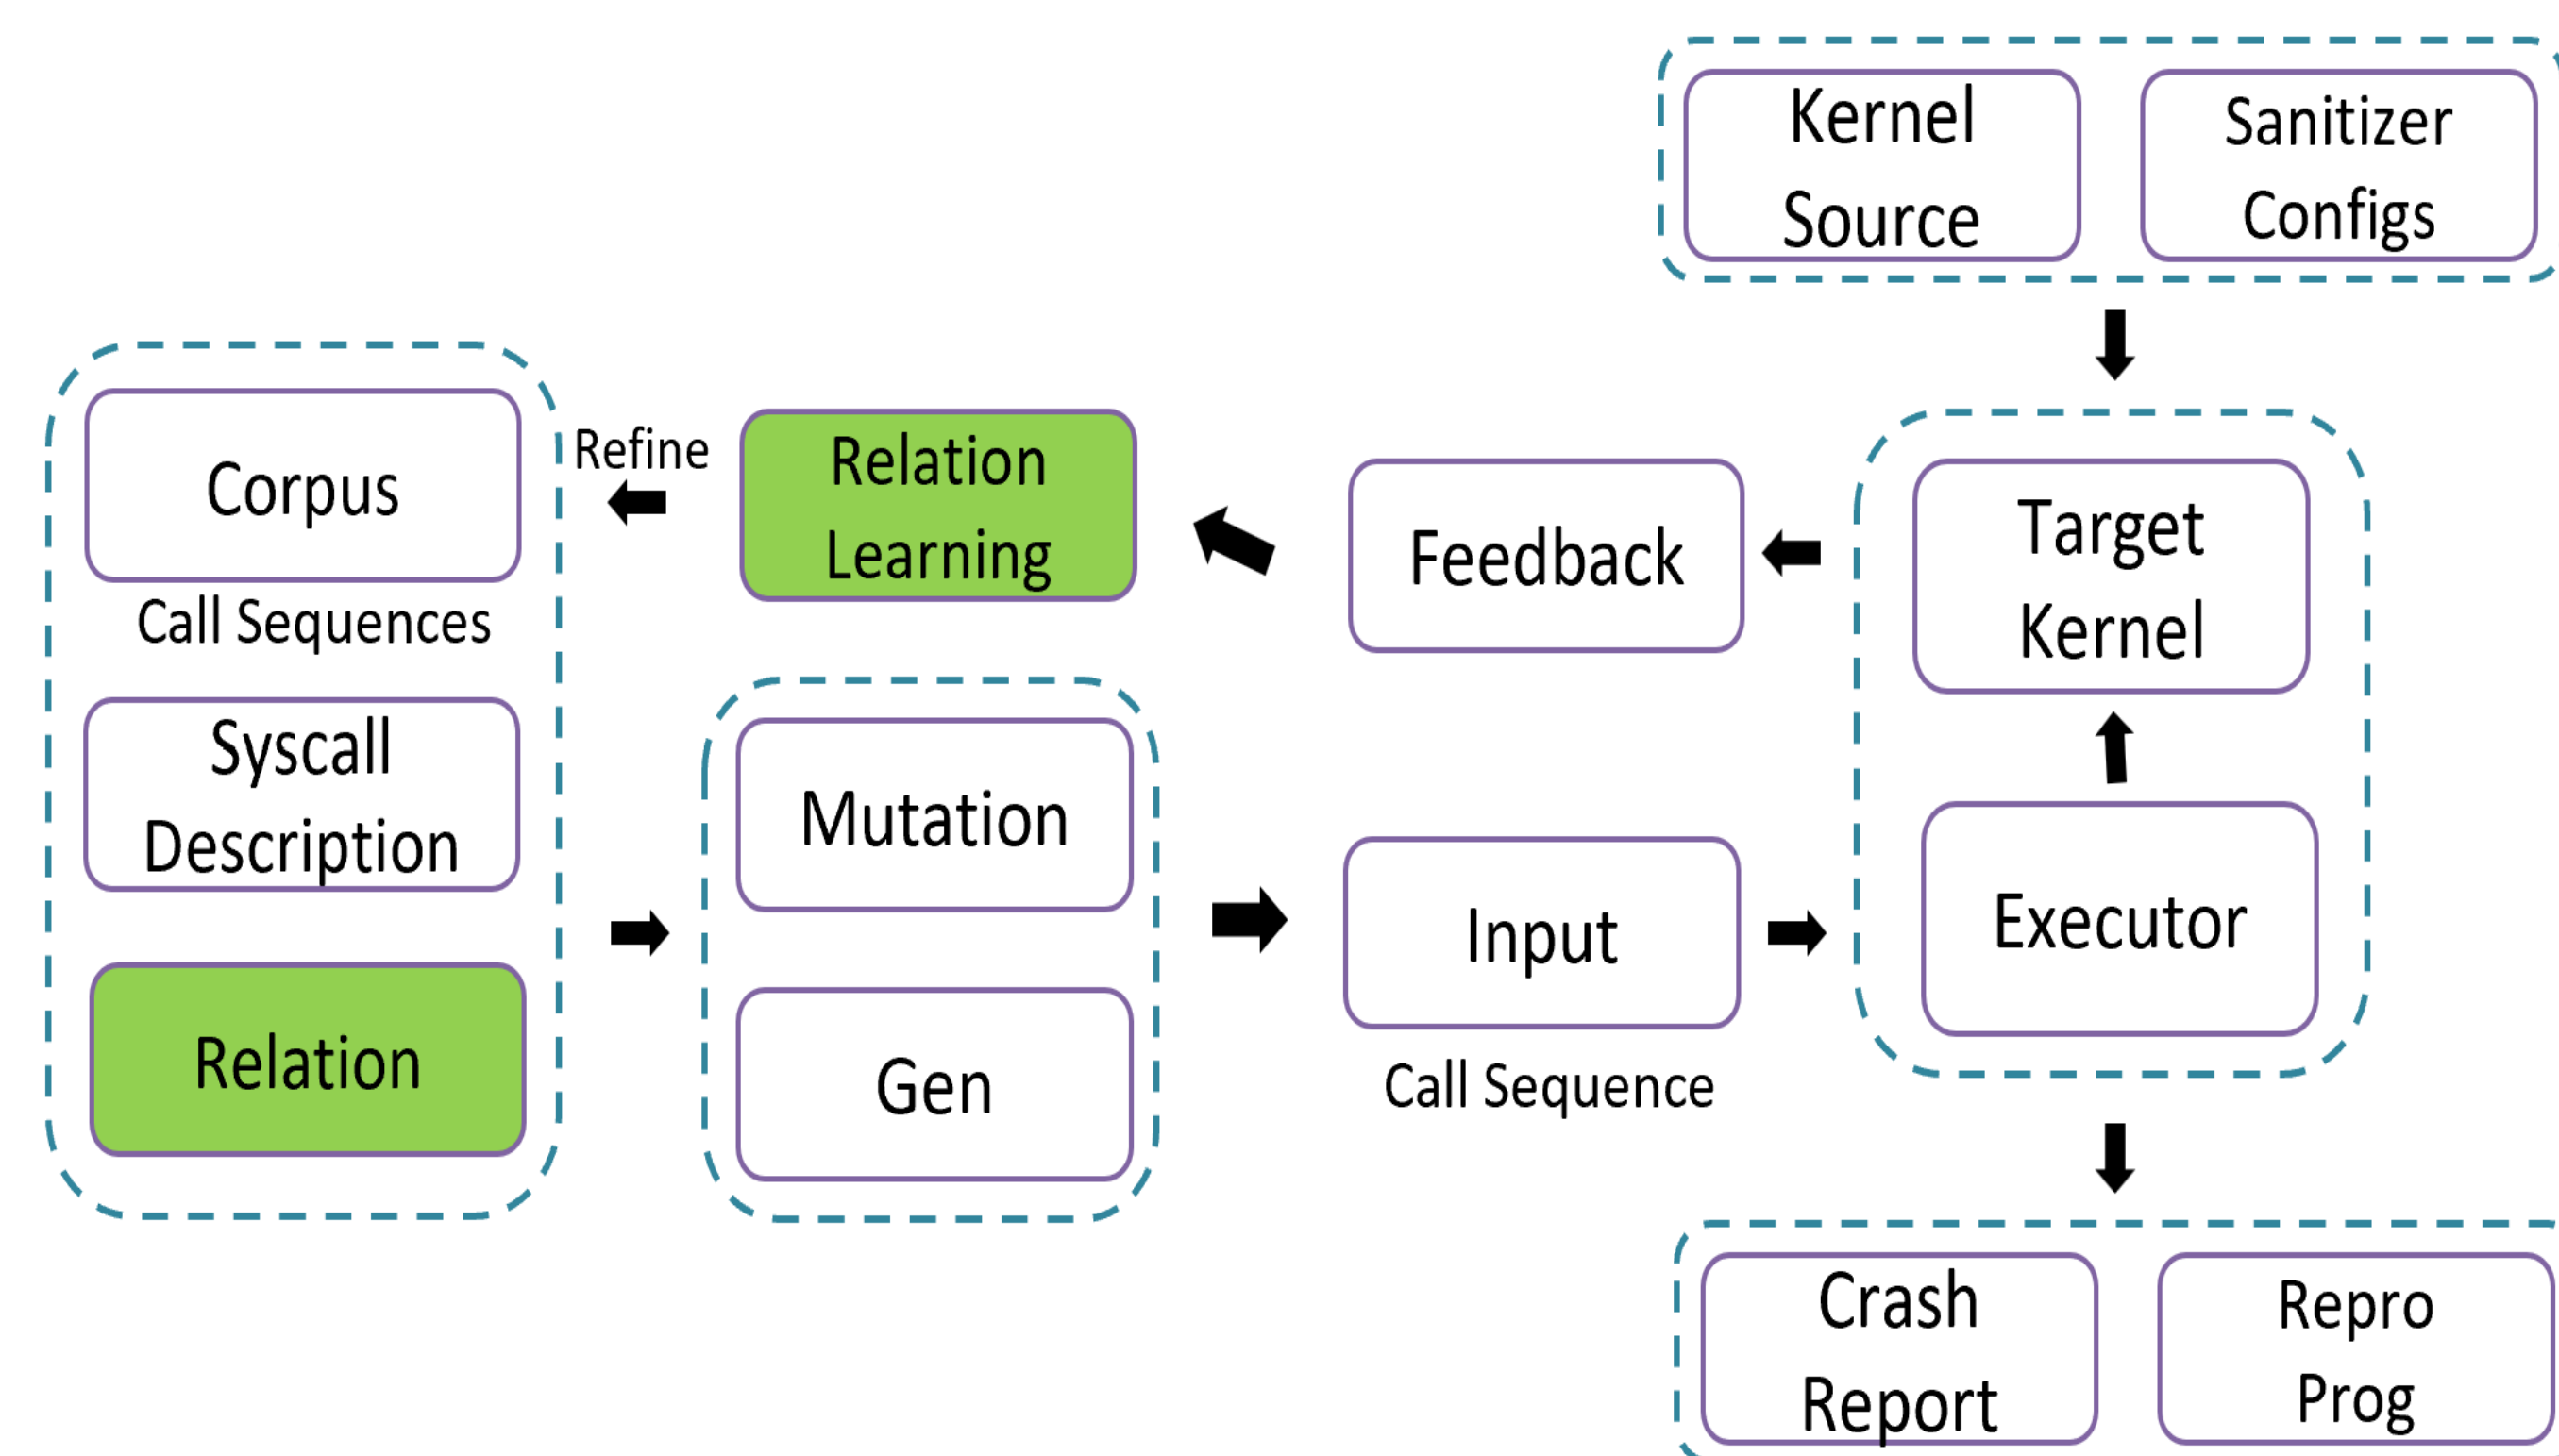 Kernel
Source
Sanitizer
Configs
Corpus
Call Sequences
Syscall
Description
Relation
Refine
Relation
Learning
Mutation
Gen
Feedback
Input
Call Sequence
Target
Kernel
Executor
Crash
Report
Repro
Prog